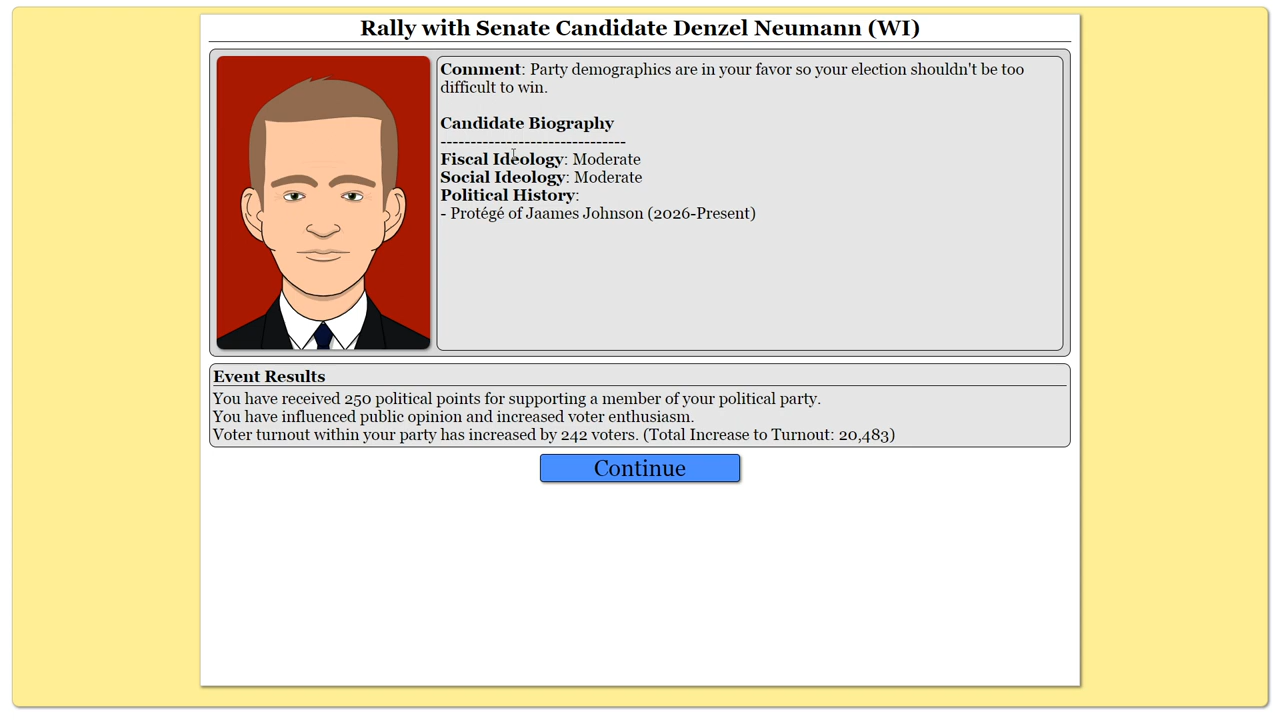 Rally with Senate Candidate Denzel Neumann (WI)
Comment: Party demographics are in your favor so your election shouldn't be too
difficult to win.
Candidate Biography
-------------------------------
Fiscal Ideology: Moderate
Social Ideology: Moderate
Political History:
- Protégé of Jaames Johnson (2026-Present)
Event Results
You have received 250 political points for supporting a member of your political party.
You have influenced public opinion and increased voter enthusiasm.
Voter turnout within your party has increased by 242 voters. (Total Increase to Turnout: 20,483)
Continue